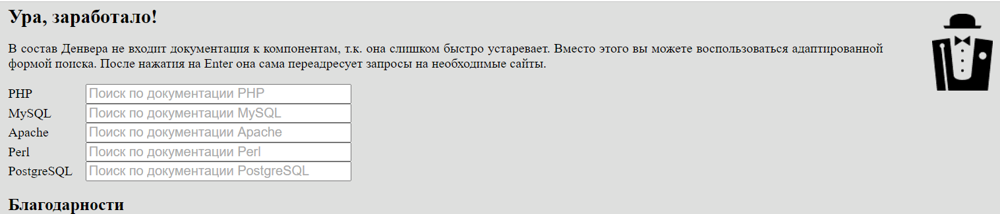 Ура, заработало!
В состав Денвера не входит документация к компонентам, т.к. она слишком быстро устаревает. Вместо этого вы можете воспользоваться адаптированной
формой поиска. После нажатия на Enter она сама переадресует запросы на необходимые сайты.
PHP Поиск по документации PHP
MySQL Поиск по документации MySQL
Apache Поиск по документации Apache
Perl Поиск по документации Perl
PostgreSQL Поиск по документации PostgreSQL
Благодарности